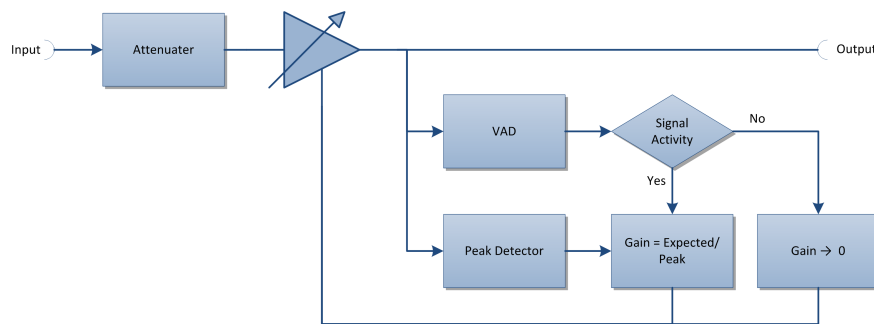 Input
Attenuater
Output
VAD
Signal
Activity
No
Yes
Peak Detector
Gain = Expected/
Peak
Gain → 0